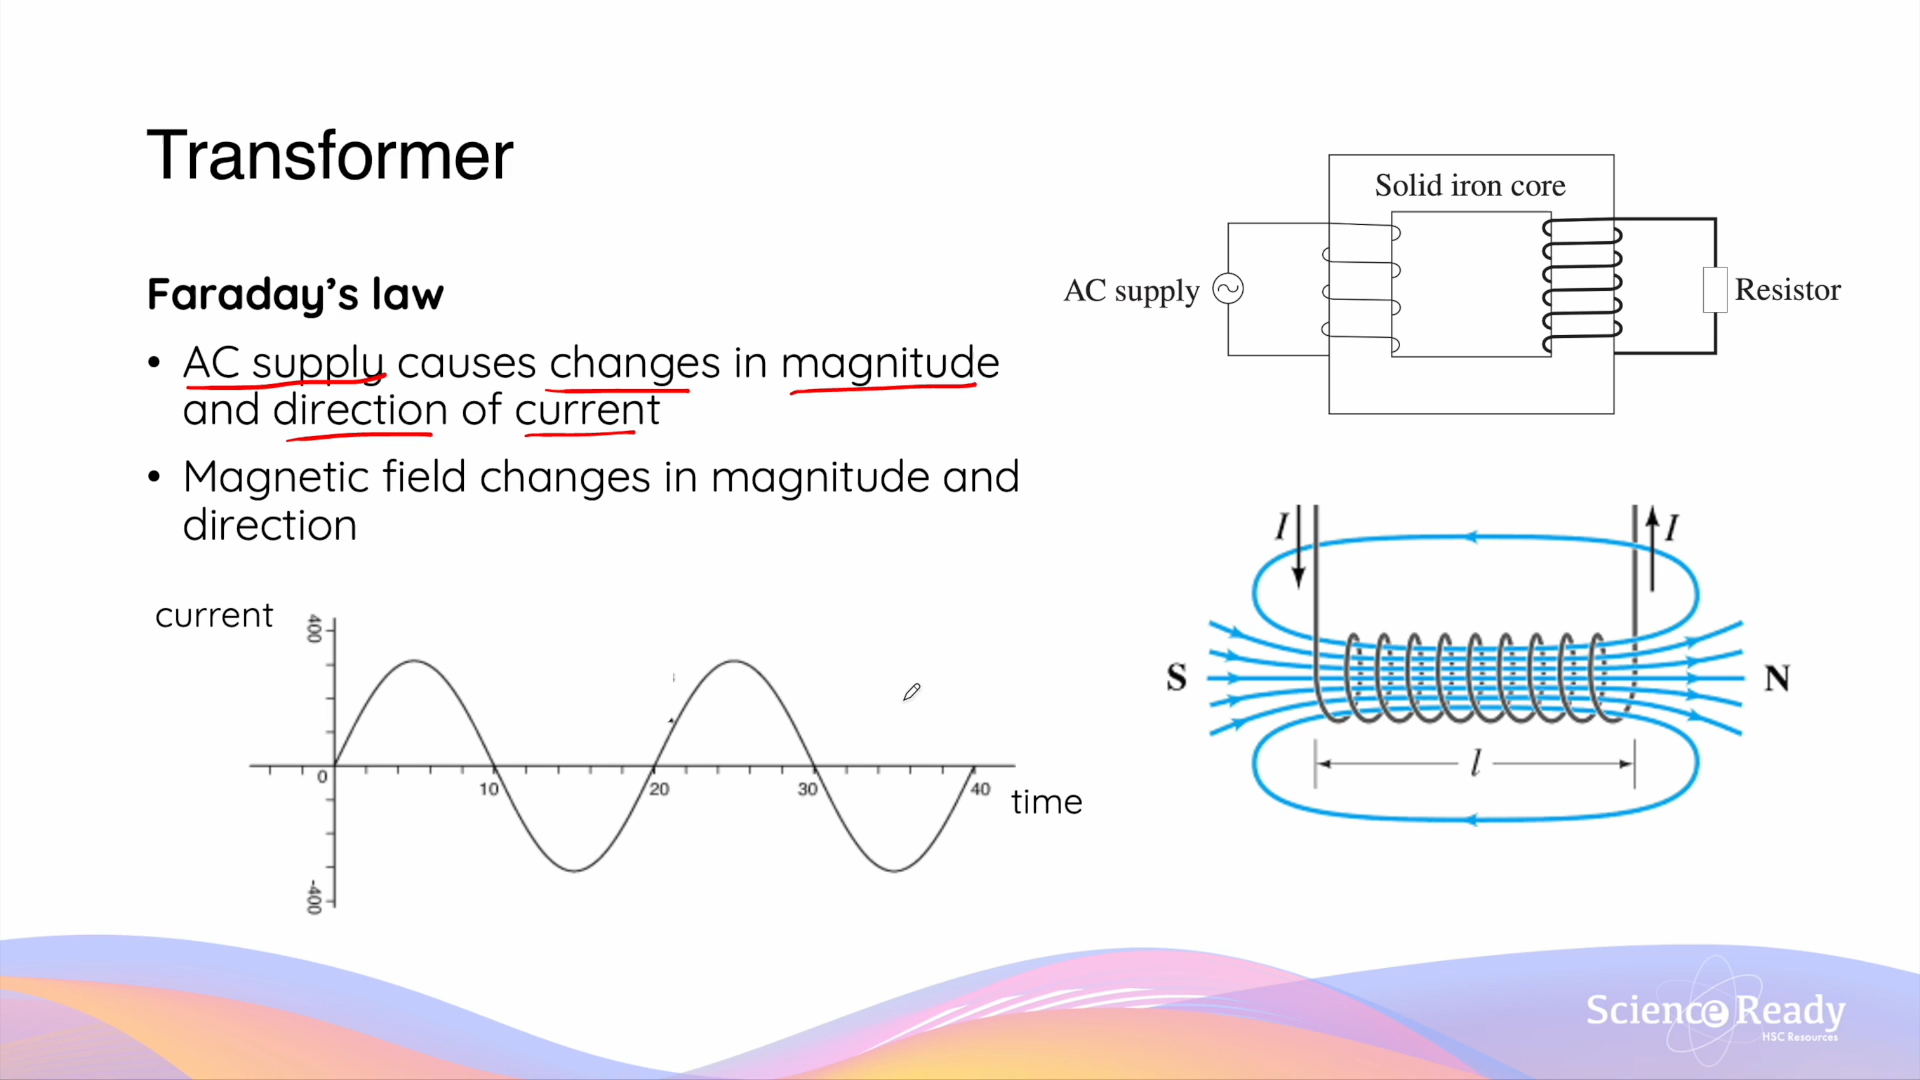 Transformer
Faraday’s law
• AC supply causes changes in magnitude
and direction of current
• Magnetic field changes in magnitude and
direction
Solid iron core
AC supply
Resistor
current
400
0
10
20
30
40
-400
time
I
I
S
N
l
Science Ready
HSC Resources